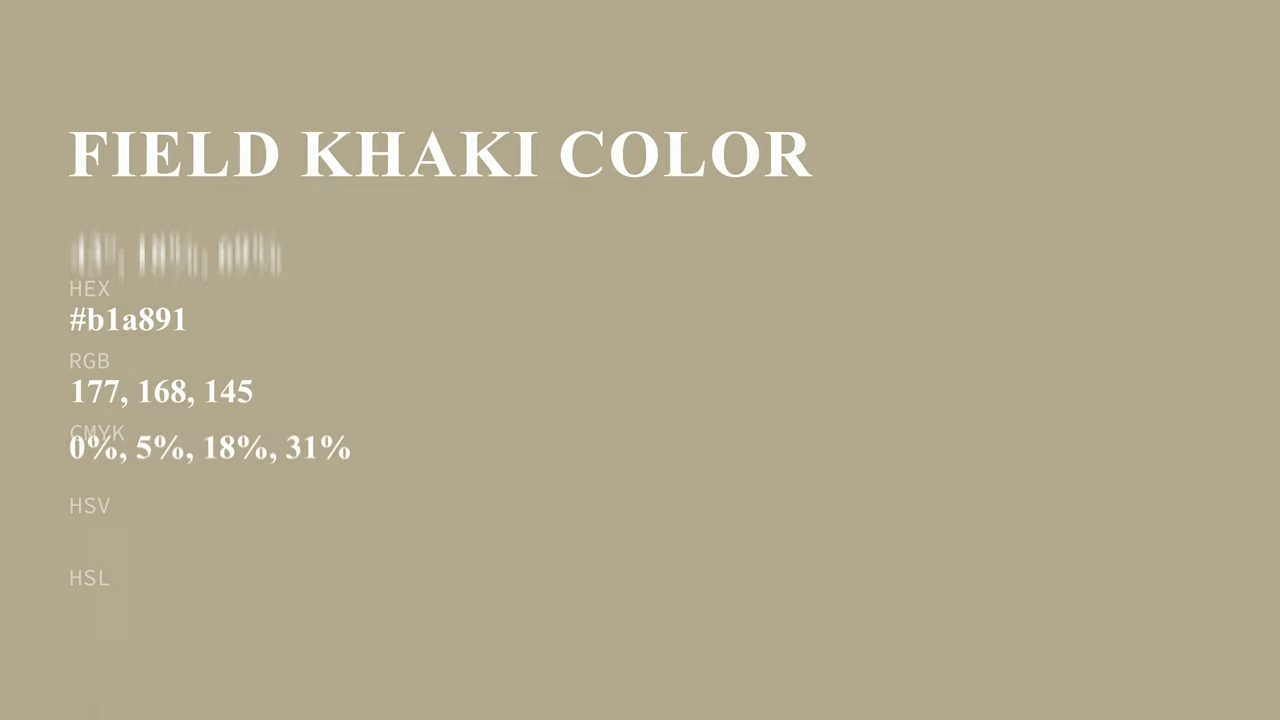 FIELD KHAKI COLOR
HEX
#b1a891
RGB
177, 168, 145
CMYK
0%, 5%, 18%, 31%
HSV
HSL